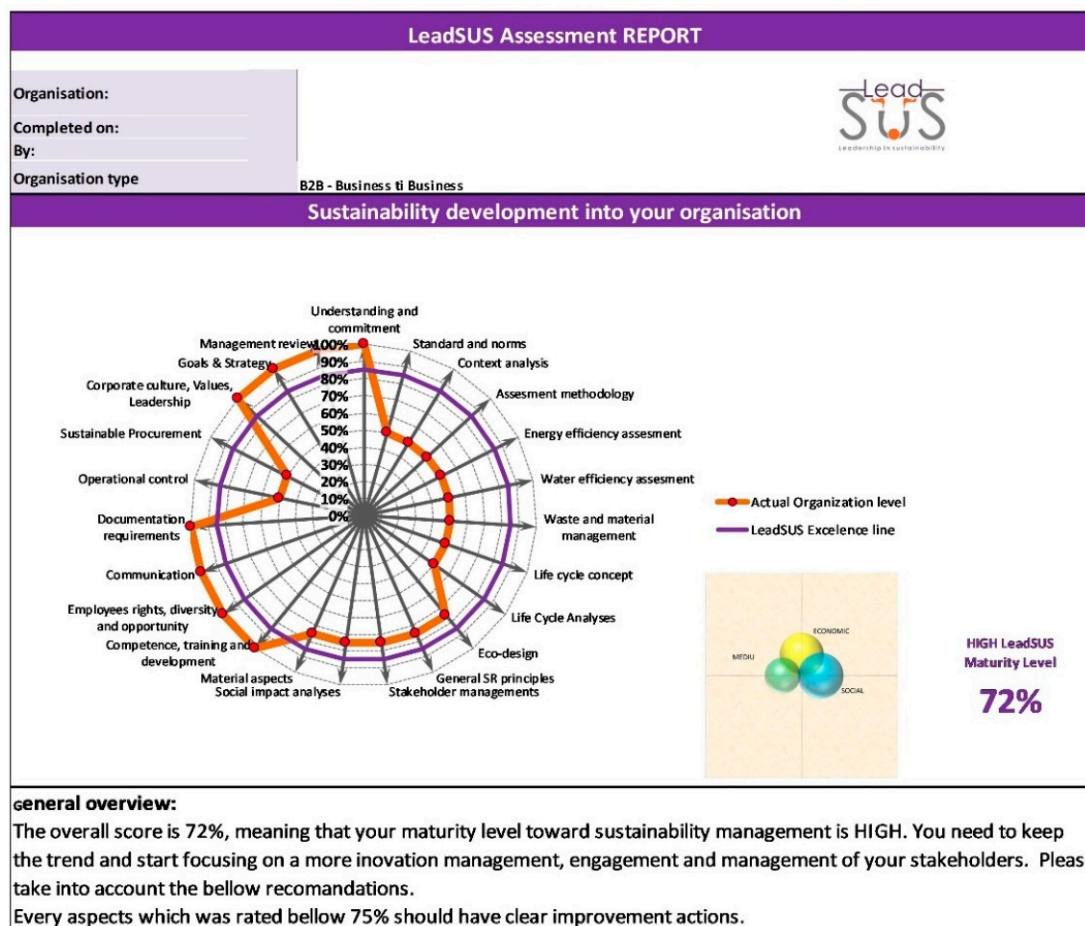 LeadSUS Assessment REPORT
Organisation:
Completed on:
By:
Organisation type
B2B - Business ti Business
Lead
SUS
Leadership in sustainability
Sustainability development into your organisation
Understanding and
commitment
Standard and norms
Context analysis
Assesment methodology
Energy efficiency assesment
Water efficiency assesment
Waste and material
management
Life cycle concept
Life Cycle Analyses
Eco-design
General SR principles
Stakeholder managements
Social impact analyses
Material aspects
Competence, training and
development
Employees rights, diversity
and opportunity
Communication
Documentation
requirements
Operational control
Sustainable Procurement
Corporate culture, Values,
Leadership
Goals & Strategy
Management review
100%
90%
80%
70%
60%
50%
40%
30%
20%
10%
0%
Actual Organization level
LeadSUS Excelence line
ECONOMIC
MEDIU
SOCIAL
HIGH LeadSUS
Maturity Level
72%
General overview:
The overall score is 72%, meaning that your maturity level toward sustainability management is HIGH. You need to keep
the trend and start focusing on a more inovation management, engagement and management of your stakeholders. Pleas
take into account the bellow recomandations.
Every aspects which was rated bellow 75% should have clear improvement actions.